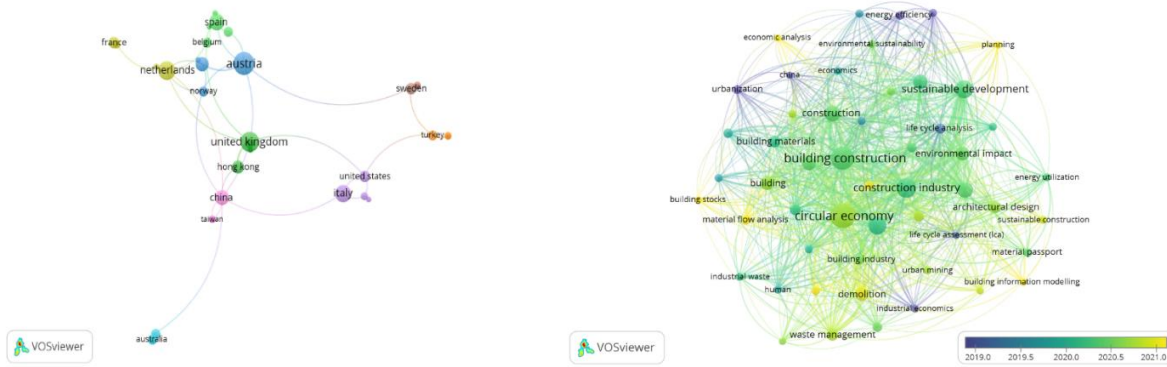 spain
france
belgium
netherlands
austria
norway
sweden
turkey
united kingdom
hong kong
united states
china
italy
taiwan
australia
VOSviewer
energy efficiency
economic analysis
environmental sustainability
planning
china
economics
urbanization
sustainable development
construction
life cycle analysis
building materials
building construction
environmental impact
energy utilization
building
construction industry
building stocks
architectural design
material flow analysis
circular economy
sustainable construction
life cycle assessment (lca)
material passport
building industry
urban mining
industrial waste
building information modelling
human
demolition
industrial economics
waste management
VOSviewer
2019.0 2019.5 2020.0 2020.5 2021.0